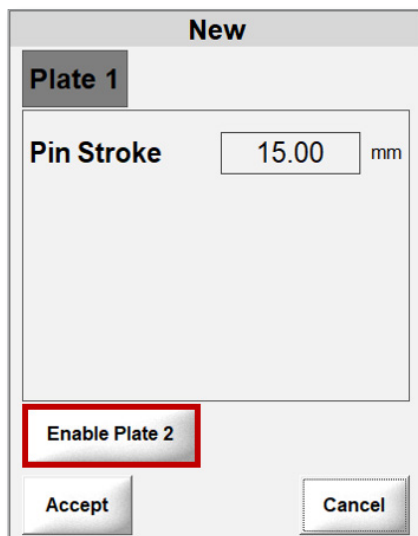 New
Plate 1
Pin Stroke 15.00 mm
Enable Plate 2
Accept Cancel